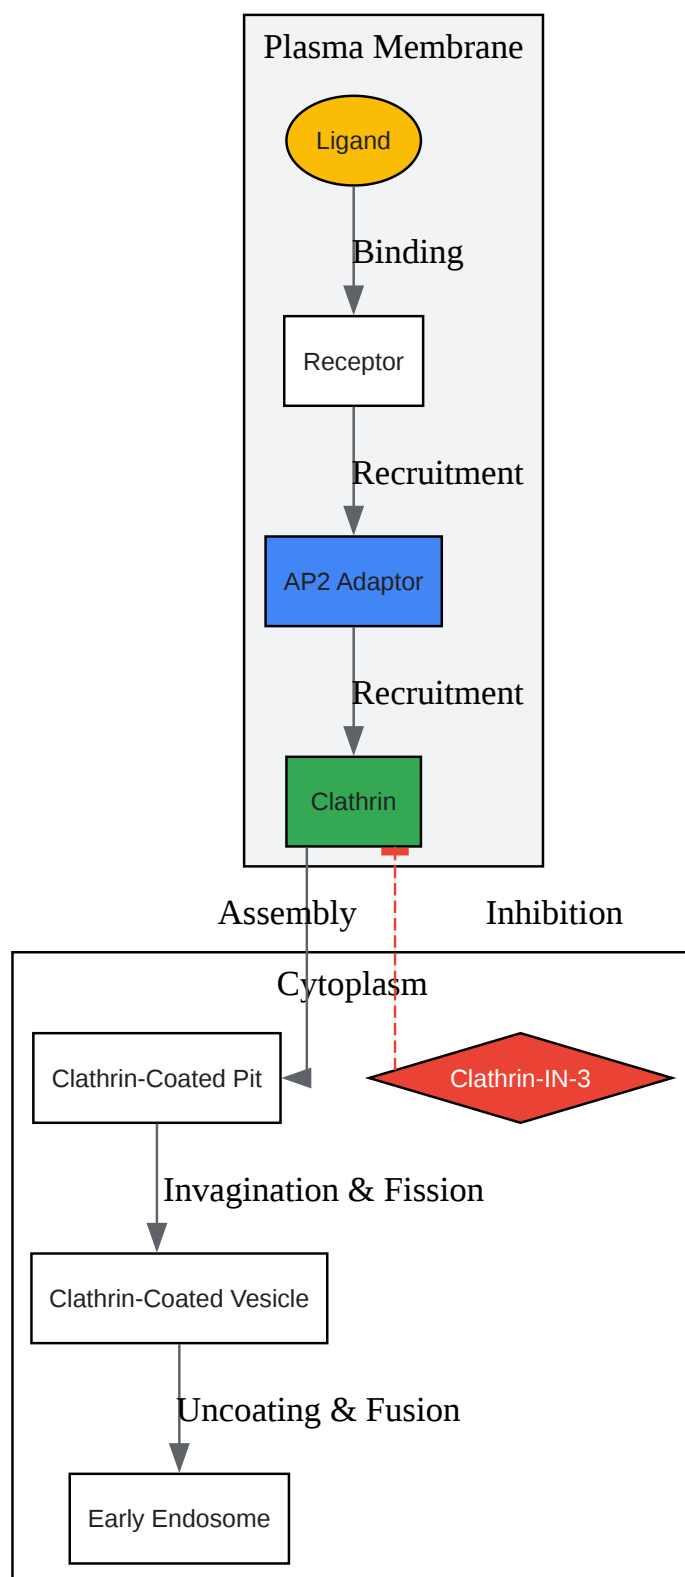 Plasma Membrane
Ligand
Binding
Receptor
Recruitment
AP2 Adaptor
Recruitment
Clathrin
Assembly
Inhibition
Cytoplasm
Clathrin-Coated Pit
Clathrin-IN-3
Invagination & Fission
Clathrin-Coated Vesicle
Uncoating & Fusion
Early Endosome